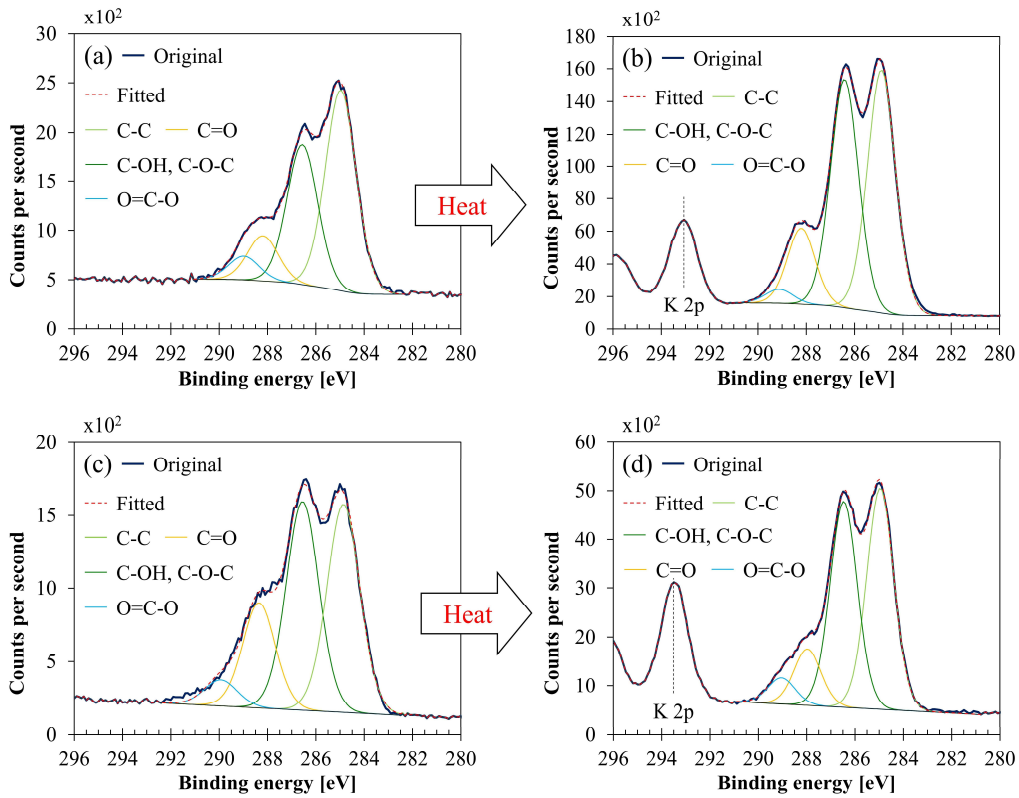 x10²
30
25
20
15
10
5
0
Counts per second
(a) Original
Fitted
C-C C=O
C-OH, C-O-C
O=C-O
296 294 292 290 288 286 284 282 280
Binding energy [eV]
Heat
x10²
180
160
140
120
100
80
60
40
20
0
Counts per second
(b) Original
Fitted C-C
C-OH, C-O-C
C=O O=C-O
K 2p
296 294 292 290 288 286 284 282 280
Binding energy [eV]
x10²
20
15
10
5
0
Counts per second
(c) Original
Fitted
C-C C=O
C-OH, C-O-C
O=C-O
296 294 292 290 288 286 284 282 280
Binding energy [eV]
Heat
x10²
60
50
40
30
20
10
0
Counts per second
(d) Original
Fitted C-C
C-OH, C-O-C
C=O O=C-O
K 2p
296 294 292 290 288 286 284 282 280
Binding energy [eV]